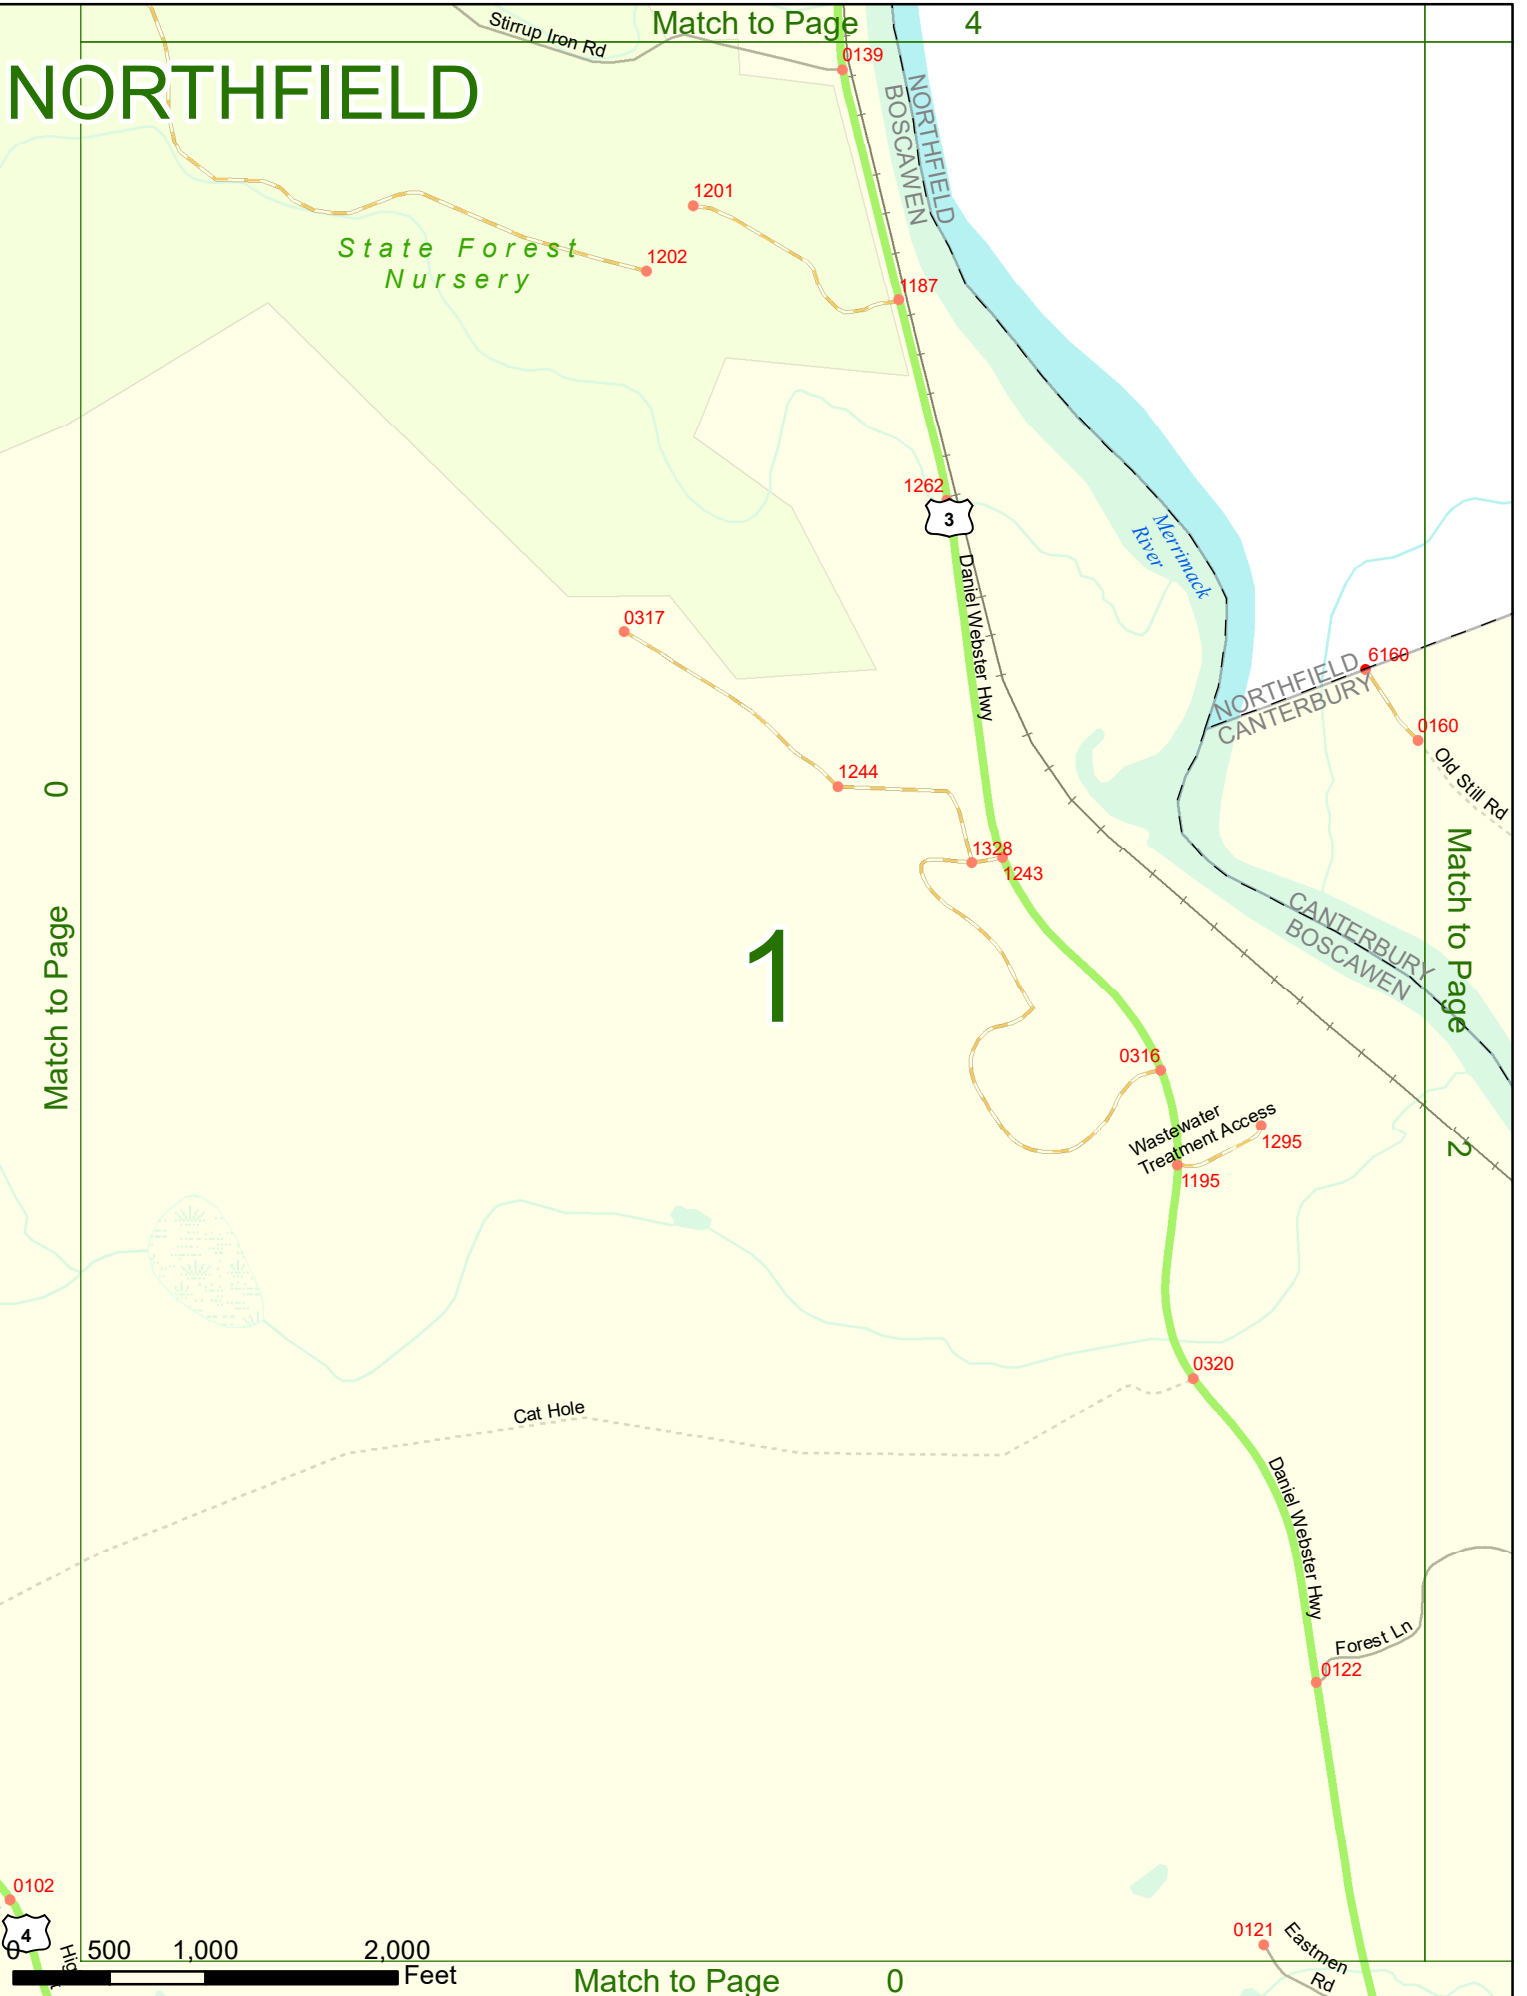 Match to Page 4
Stirrup Iron Rd
0139
NORTHFIELD
NORTHFIELD
BOSCAWEN
1201
State Forest
Nursery
1202
1187
1262
3
Merrimack
River
Daniel Webster Hwy
0317
6160
NORTHFIELD
CANTERBURY
0160
Old Still Rd
1244
0
Match to Page
1328
1243
Match to Page
2
1
CANTERBURY
BOSCAWEN
0316
Wastewater
Treatment Access
1295
1195
0320
Cat Hole
Daniel Webster Hwy
Forest Ln
0122
0102
4
0121
Eastmen
Rd
0 500 1,000 2,000
Feet
Match to Page 0